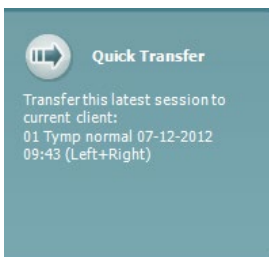 Quick Transfer
Transfer this latest session to
current client:
01 Tymp normal 07-12-2012
09:43 (Left+Right)